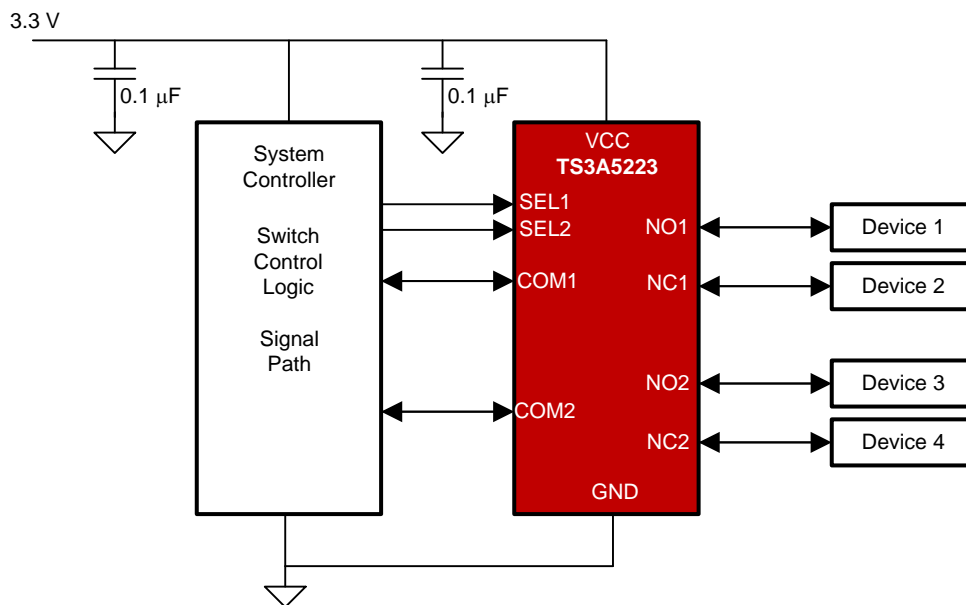 3.3 V
0.1 μF
0.1 μF
System
Controller
Switch
Control
Logic
Signal
Path
VCC
TS3A5223
SEL1
SEL2
COM1
COM2
NO1
NC1
NO2
NC2
GND
Device 1
Device 2
Device 3
Device 4